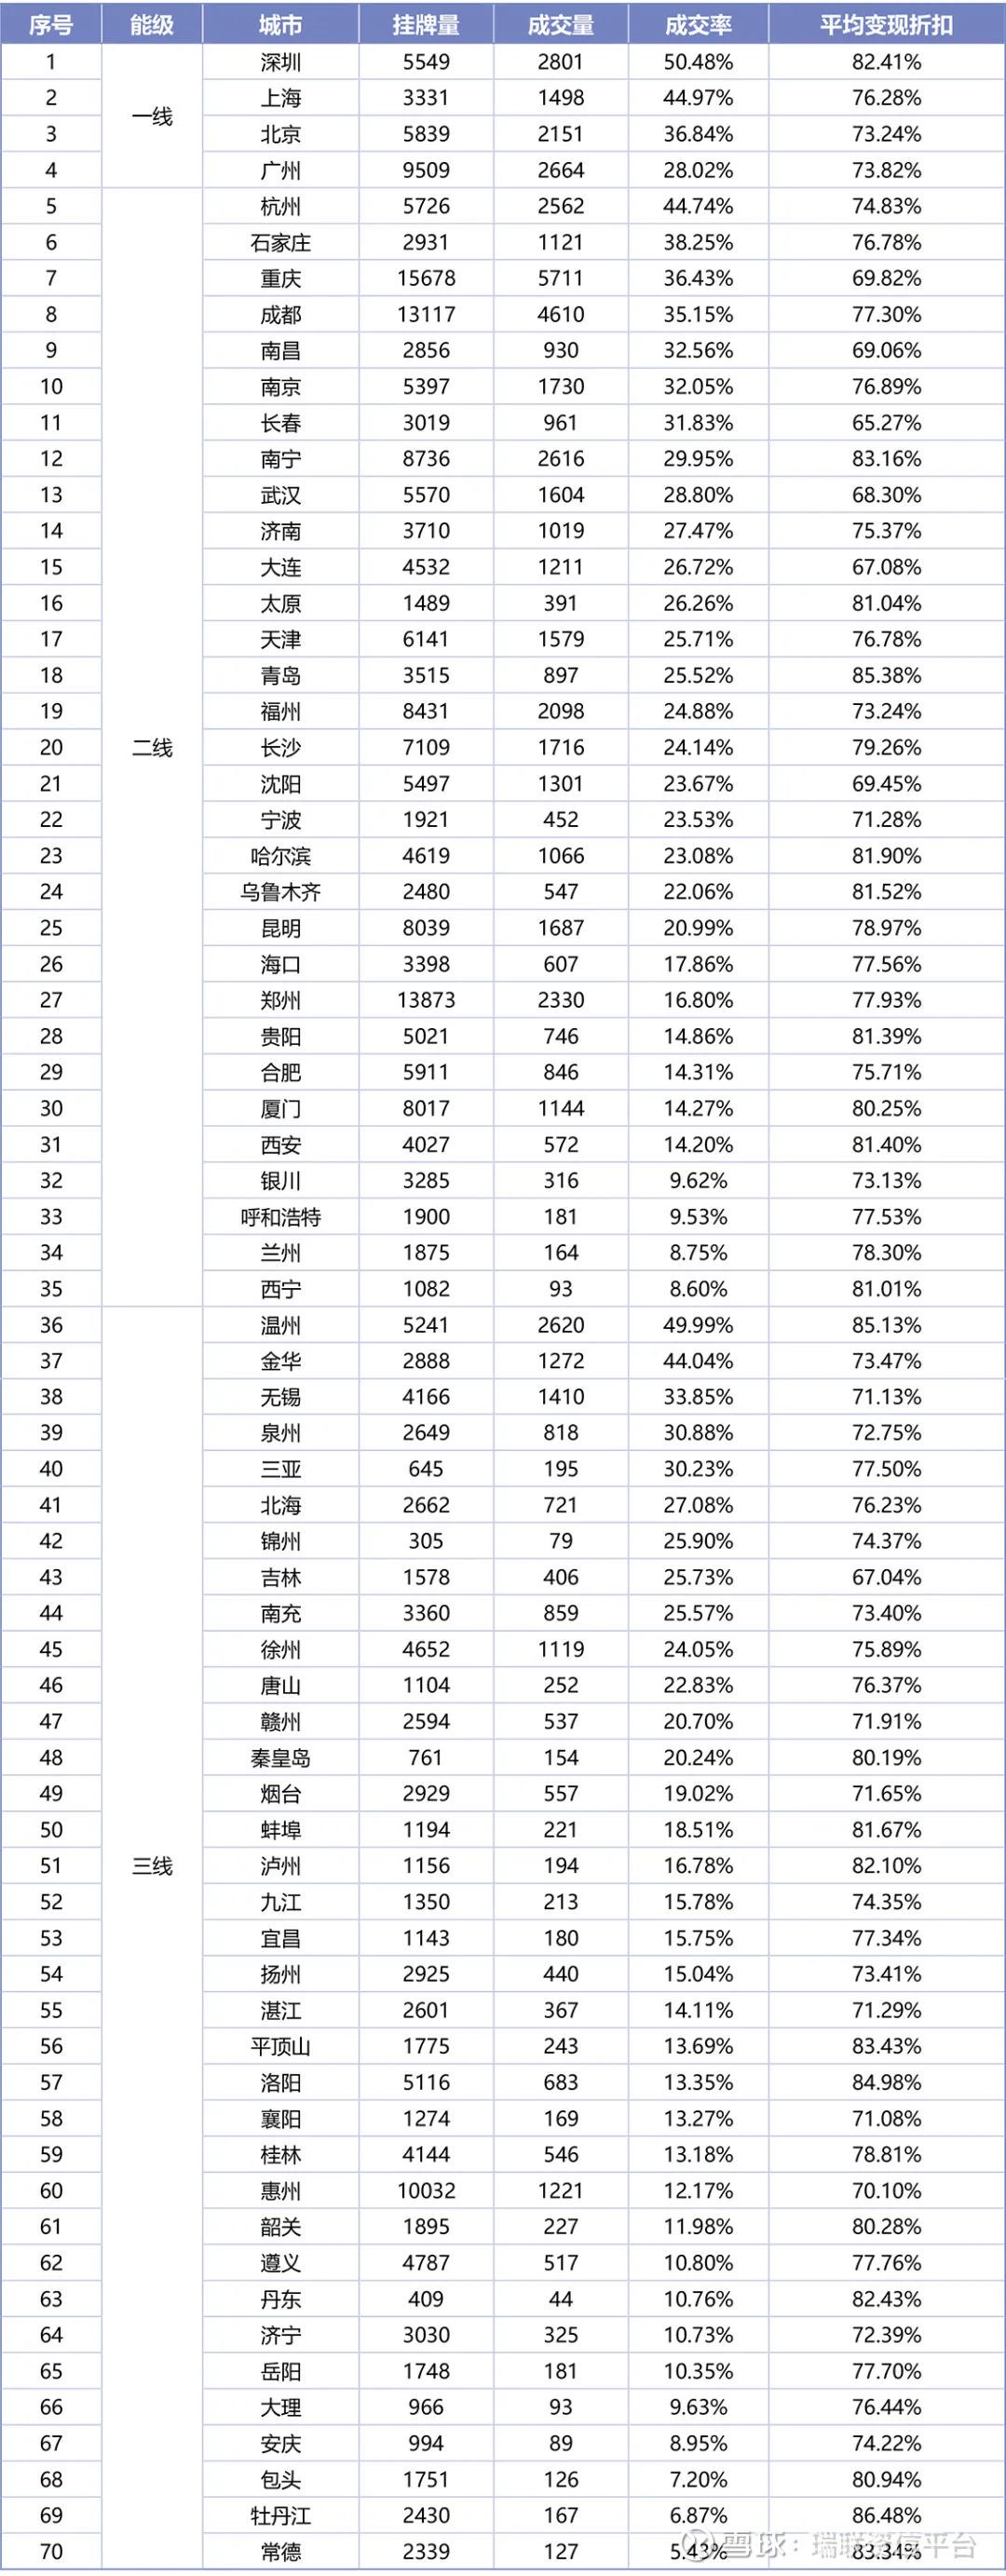 序号 能级 城市 挂牌量 成交量 成交率 平均变现折扣
1 一线 深圳 5549 2801 50.48% 82.41%
2 上海 3331 1498 44.97% 76.28%
3 北京 5839 2151 36.84% 73.24%
4 广州 9509 2664 28.02% 73.82%
5 二线 杭州 5726 2562 44.74% 74.83%
6 石家庄 2931 1121 38.25% 76.78%
7 重庆 15678 5711 36.43% 69.82%
8 成都 13117 4610 35.15% 77.30%
9 南昌 2856 930 32.56% 69.06%
10 南京 5397 1730 32.05% 76.89%
11 长春 3019 961 31.83% 65.27%
12 南宁 8736 2616 29.95% 83.16%
13 武汉 5570 1604 28.80% 68.30%
14 济南 3710 1019 27.47% 75.37%
15 大连 4532 1211 26.72% 67.08%
16 太原 1489 391 26.26% 81.04%
17 天津 6141 1579 25.71% 76.78%
18 青岛 3515 897 25.52% 85.38%
19 福州 8431 2098 24.88% 73.24%
20 长沙 7109 1716 24.14% 79.26%
21 沈阳 5497 1301 23.67% 69.45%
22 宁波 1921 452 23.53% 71.28%
23 哈尔滨 4619 1066 23.08% 81.90%
24 乌鲁木齐 2480 547 22.06% 81.52%
25 昆明 8039 1687 20.99% 78.97%
26 海口 3398 607 17.86% 77.56%
27 郑州 13873 2330 16.80% 77.93%
28 贵阳 5021 746 14.86% 81.39%
29 合肥 5911 846 14.31% 75.71%
30 厦门 8017 1144 14.27% 80.25%
31 西安 4027 572 14.20% 81.40%
32 银川 3285 316 9.62% 73.13%
33 呼和浩特 1900 181 9.53% 77.53%
34 兰州 1875 164 8.75% 78.30%
35 西宁 1082 93 8.60% 81.01%
36 三线 温州 5241 2620 49.99% 85.13%
37 金华 2888 1272 44.04% 73.47%
38 无锡 4166 1410 33.85% 71.13%
39 泉州 2649 818 30.88% 72.75%
40 三亚 645 195 30.23% 77.50%
41 北海 2662 721 27.08% 76.23%
42 锦州 305 79 25.90% 74.37%
43 吉林 1578 406 25.73% 67.04%
44 南充 3360 859 25.57% 73.40%
45 徐州 4652 1119 24.05% 75.89%
46 唐山 1104 252 22.83% 76.37%
47 赣州 2594 537 20.70% 71.91%
48 秦皇岛 761 154 20.24% 80.19%
49 烟台 2929 557 19.02% 71.65%
50 蚌埠 1194 221 18.51% 81.67%
51 泸州 1156 194 16.78% 82.10%
52 九江 1350 213 15.78% 74.35%
53 宜昌 1143 180 15.75% 77.34%
54 扬州 2925 440 15.04% 73.41%
55 湛江 2601 367 14.11% 71.29%
56 平顶山 1775 243 13.69% 83.43%
57 洛阳 5116 683 13.35% 84.98%
58 襄阳 1274 169 13.27% 71.08%
59 桂林 4144 546 13.18% 78.81%
60 惠州 10032 1221 12.17% 70.10%
61 韶关 1895 227 11.98% 80.28%
62 遵义 4787 517 10.80% 77.76%
63 丹东 409 44 10.76% 82.43%
64 济宁 3030 325 10.73% 72.39%
65 岳阳 1748 181 10.35% 77.70%
66 大理 966 93 9.63% 76.44%
67 安庆 994 89 8.95% 74.22%
68 包头 1751 126 7.20% 80.94%
69 牡丹江 2430 167 6.87% 86.48%
70 常德 2339 127 5.43% 83.34%
雪球：瑞联资信平台